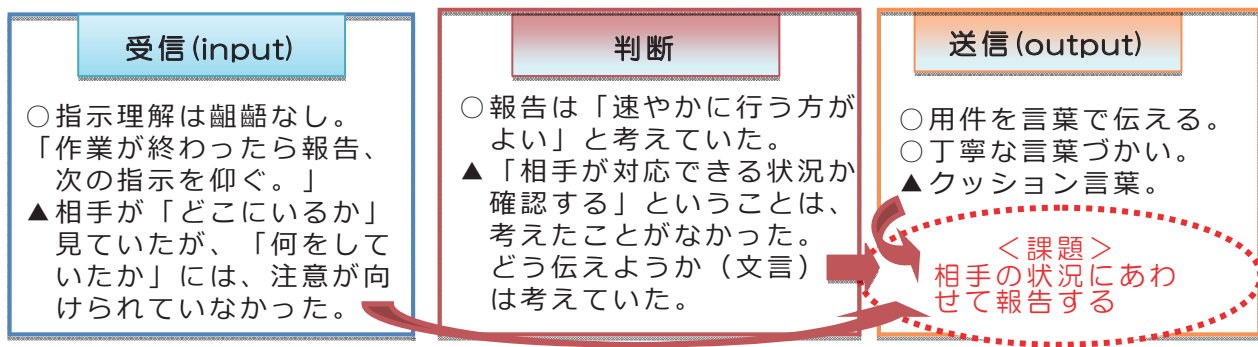 受信(input)
○指示理解は齟齬なし。
「作業が終わったら報告、
次の指示を仰ぐ。」
▲相手が「どこにいるか」
見ていたが、「何をして
いたか」には、注意が向
けられていなかった。
判断
○報告は「速やかに行う方が
よい」と考えていた。
▲「相手が対応できる状況か
確認する」ということは、
考えたことがなかった。
どう伝えようか（文言）
は考えていた。
送信(output)
○用件を言葉で伝える。
○丁寧な言葉づかい。
▲クッション言葉。
＜課題＞
相手の状況にあわ
せて報告する